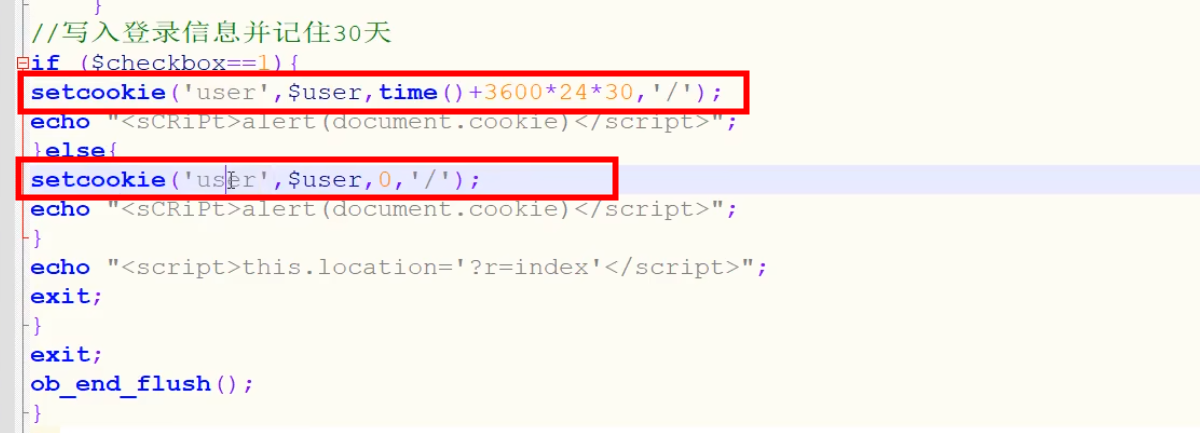 }
//写入登录信息并记住30天
if ($checkbox==1){
setcookie('user',$user,time()+3600*24*30,'/');
echo "<sCRiPt>alert(document.cookie)</script>";
}else{
setcookie('user',$user,0,'/');
echo "<sCRiPt>alert(document.cookie)</script>";
}
echo "<script>this.location='?r=index'</script>";
exit;
}
exit;
ob_end_flush();
}